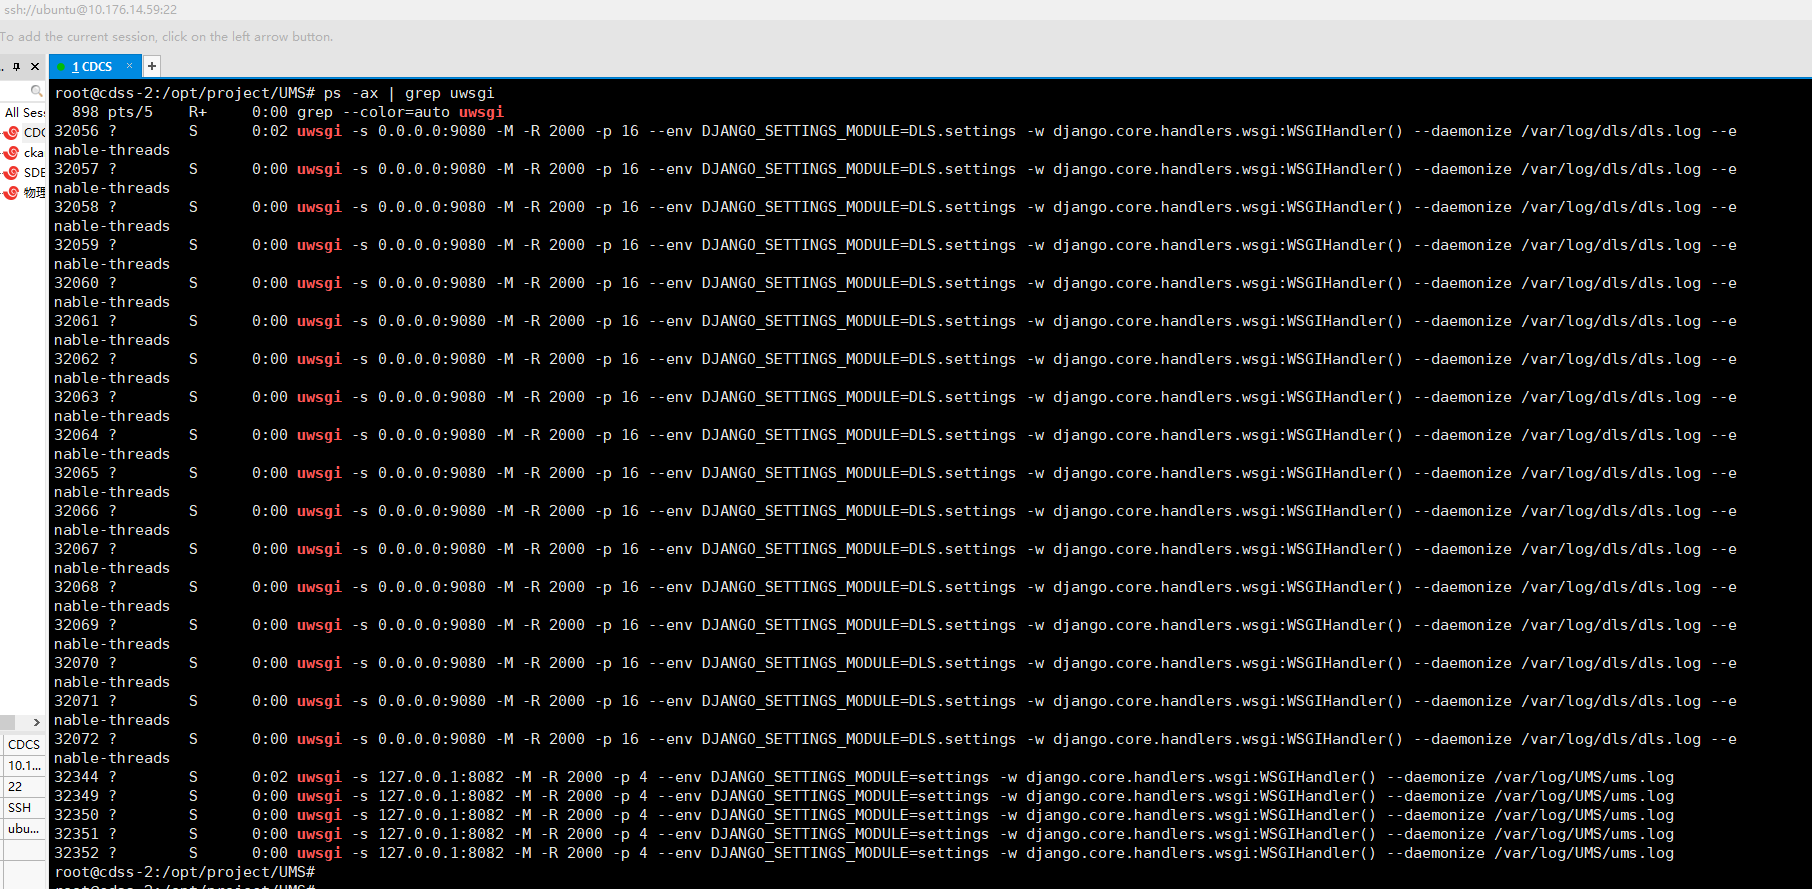 ssh://ubuntu@10.176.14.59:22
To add the current session, click on the left arrow button.
1 CDCS × +
All Ses
CDC
cka
SDE
物理
CDCS
10.1...
22
SSH
ubu...
root@cdss-2:/opt/project/UMS# ps -ax | grep uwsgi
898 pts/5 R+ 0:00 grep --color=auto uwsgi
32056 ? S 0:02 uwsgi -s 0.0.0.0:9080 -M -R 2000 -p 16 --env DJANGO_SETTINGS_MODULE=DLS.settings -w django.core.handlers.wsgi:WSGIHandler() --daemonize /var/log/dls/dls.log --e
nable-threads
32057 ? S 0:00 uwsgi -s 0.0.0.0:9080 -M -R 2000 -p 16 --env DJANGO_SETTINGS_MODULE=DLS.settings -w django.core.handlers.wsgi:WSGIHandler() --daemonize /var/log/dls/dls.log --e
nable-threads
32058 ? S 0:00 uwsgi -s 0.0.0.0:9080 -M -R 2000 -p 16 --env DJANGO_SETTINGS_MODULE=DLS.settings -w django.core.handlers.wsgi:WSGIHandler() --daemonize /var/log/dls/dls.log --e
nable-threads
32059 ? S 0:00 uwsgi -s 0.0.0.0:9080 -M -R 2000 -p 16 --env DJANGO_SETTINGS_MODULE=DLS.settings -w django.core.handlers.wsgi:WSGIHandler() --daemonize /var/log/dls/dls.log --e
nable-threads
32060 ? S 0:00 uwsgi -s 0.0.0.0:9080 -M -R 2000 -p 16 --env DJANGO_SETTINGS_MODULE=DLS.settings -w django.core.handlers.wsgi:WSGIHandler() --daemonize /var/log/dls/dls.log --e
nable-threads
32061 ? S 0:00 uwsgi -s 0.0.0.0:9080 -M -R 2000 -p 16 --env DJANGO_SETTINGS_MODULE=DLS.settings -w django.core.handlers.wsgi:WSGIHandler() --daemonize /var/log/dls/dls.log --e
nable-threads
32062 ? S 0:00 uwsgi -s 0.0.0.0:9080 -M -R 2000 -p 16 --env DJANGO_SETTINGS_MODULE=DLS.settings -w django.core.handlers.wsgi:WSGIHandler() --daemonize /var/log/dls/dls.log --e
nable-threads
32063 ? S 0:00 uwsgi -s 0.0.0.0:9080 -M -R 2000 -p 16 --env DJANGO_SETTINGS_MODULE=DLS.settings -w django.core.handlers.wsgi:WSGIHandler() --daemonize /var/log/dls/dls.log --e
nable-threads
32064 ? S 0:00 uwsgi -s 0.0.0.0:9080 -M -R 2000 -p 16 --env DJANGO_SETTINGS_MODULE=DLS.settings -w django.core.handlers.wsgi:WSGIHandler() --daemonize /var/log/dls/dls.log --e
nable-threads
32065 ? S 0:00 uwsgi -s 0.0.0.0:9080 -M -R 2000 -p 16 --env DJANGO_SETTINGS_MODULE=DLS.settings -w django.core.handlers.wsgi:WSGIHandler() --daemonize /var/log/dls/dls.log --e
nable-threads
32066 ? S 0:00 uwsgi -s 0.0.0.0:9080 -M -R 2000 -p 16 --env DJANGO_SETTINGS_MODULE=DLS.settings -w django.core.handlers.wsgi:WSGIHandler() --daemonize /var/log/dls/dls.log --e
nable-threads
32067 ? S 0:00 uwsgi -s 0.0.0.0:9080 -M -R 2000 -p 16 --env DJANGO_SETTINGS_MODULE=DLS.settings -w django.core.handlers.wsgi:WSGIHandler() --daemonize /var/log/dls/dls.log --e
nable-threads
32068 ? S 0:00 uwsgi -s 0.0.0.0:9080 -M -R 2000 -p 16 --env DJANGO_SETTINGS_MODULE=DLS.settings -w django.core.handlers.wsgi:WSGIHandler() --daemonize /var/log/dls/dls.log --e
nable-threads
32069 ? S 0:00 uwsgi -s 0.0.0.0:9080 -M -R 2000 -p 16 --env DJANGO_SETTINGS_MODULE=DLS.settings -w django.core.handlers.wsgi:WSGIHandler() --daemonize /var/log/dls/dls.log --e
nable-threads
32070 ? S 0:00 uwsgi -s 0.0.0.0:9080 -M -R 2000 -p 16 --env DJANGO_SETTINGS_MODULE=DLS.settings -w django.core.handlers.wsgi:WSGIHandler() --daemonize /var/log/dls/dls.log --e
nable-threads
32071 ? S 0:00 uwsgi -s 0.0.0.0:9080 -M -R 2000 -p 16 --env DJANGO_SETTINGS_MODULE=DLS.settings -w django.core.handlers.wsgi:WSGIHandler() --daemonize /var/log/dls/dls.log --e
nable-threads
32072 ? S 0:00 uwsgi -s 0.0.0.0:9080 -M -R 2000 -p 16 --env DJANGO_SETTINGS_MODULE=DLS.settings -w django.core.handlers.wsgi:WSGIHandler() --daemonize /var/log/dls/dls.log --e
nable-threads
32344 ? S 0:02 uwsgi -s 127.0.0.1:8082 -M -R 2000 -p 4 --env DJANGO_SETTINGS_MODULE=settings -w django.core.handlers.wsgi:WSGIHandler() --daemonize /var/log/UMS/ums.log
32349 ? S 0:00 uwsgi -s 127.0.0.1:8082 -M -R 2000 -p 4 --env DJANGO_SETTINGS_MODULE=settings -w django.core.handlers.wsgi:WSGIHandler() --daemonize /var/log/UMS/ums.log
32350 ? S 0:00 uwsgi -s 127.0.0.1:8082 -M -R 2000 -p 4 --env DJANGO_SETTINGS_MODULE=settings -w django.core.handlers.wsgi:WSGIHandler() --daemonize /var/log/UMS/ums.log
32351 ? S 0:00 uwsgi -s 127.0.0.1:8082 -M -R 2000 -p 4 --env DJANGO_SETTINGS_MODULE=settings -w django.core.handlers.wsgi:WSGIHandler() --daemonize /var/log/UMS/ums.log
32352 ? S 0:00 uwsgi -s 127.0.0.1:8082 -M -R 2000 -p 4 --env DJANGO_SETTINGS_MODULE=settings -w django.core.handlers.wsgi:WSGIHandler() --daemonize /var/log/UMS/ums.log
root@cdss-2:/opt/project/UMS#
root@cdss-2:/opt/project/UMS#